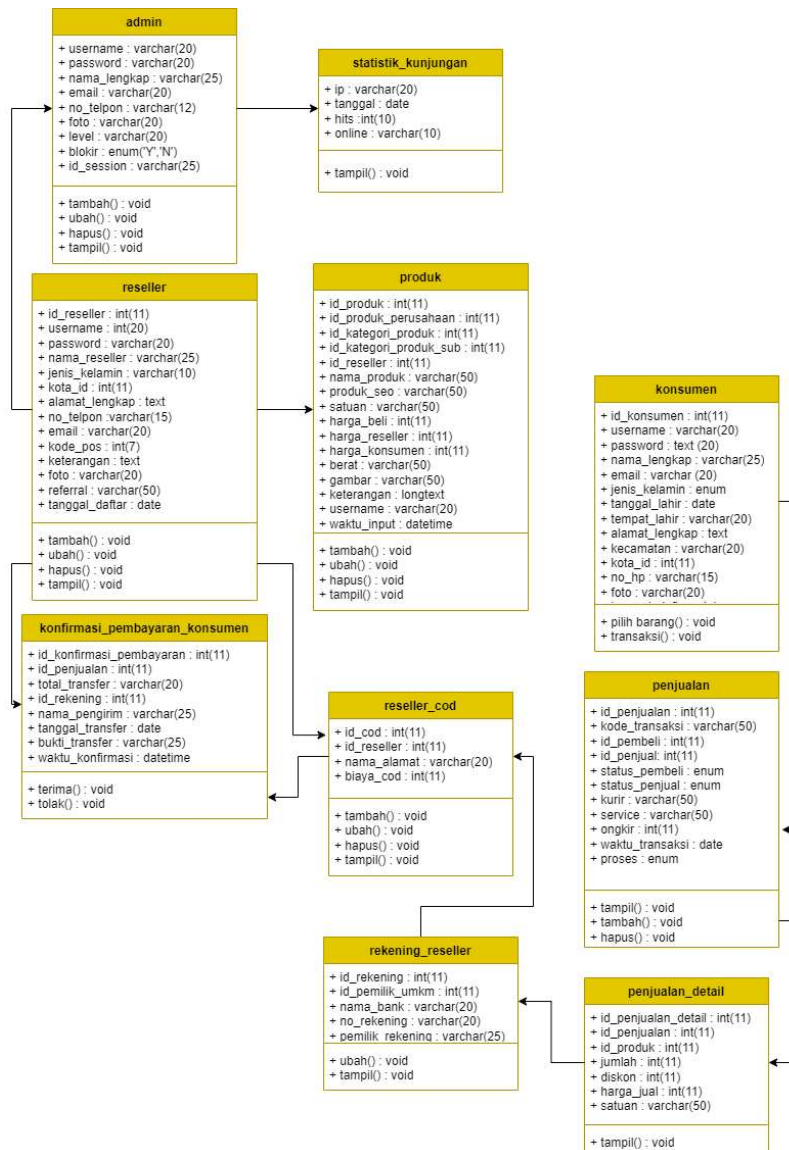 admin
+ username : varchar(20)
+ password : varchar(20)
+ nama_lengkap : varchar(25)
+ email : varchar(20)
+ no_telpon : varchar(12)
+ foto : varchar(20)
+ level : varchar(20)
+ blokir : enum('Y','N')
+ id_session : varchar(25)
+ tambah() : void
+ ubah() : void
+ hapus() : void
+ tampil() : void
statistik_kunjungan
+ ip : varchar(20)
+ tanggal : date
+ hits :int(10)
+ online : varchar(10)
+ tampil() : void
reseller
+ id_reseller : int(11)
+ username : int(20)
+ password : varchar(20)
+ nama_reseller : varchar(25)
+ jenis_kelamin : varchar(10)
+ kota_id : int(11)
+ alamat_lengkap : text
+ no_telpon :varchar(15)
+ email : varchar(20)
+ kode_pos : int(7)
+ keterangan : text
+ foto : varchar(20)
+ referral : varchar(50)
+ tanggal_daftar : date
+ tambah() : void
+ ubah() : void
+ hapus() : void
+ tampil() : void
produk
+ id_produk : int(11)
+ id_produk_perusahaan : int(11)
+ id_kategori_produk : int(11)
+ id_kategori_produk_sub : int(11)
+ id_reseller : int(11)
+ nama_produk : varchar(50)
+ produk_seo : varchar(50)
+ satuan : varchar(50)
+ harga_beli : int(11)
+ harga_reseller : int(11)
+ harga_konsumen : int(11)
+ berat : varchar(50)
+ gambar : varchar(50)
+ keterangan : longtext
+ username : varchar(20)
+ waktu_input : datetime
+ tambah() : void
+ ubah() : void
+ hapus() : void
+ tampil() : void
konsumen
+ id_konsumen : int(11)
+ username : varchar(20)
+ password : text (20)
+ nama_lengkap : varchar(25)
+ email : varchar (20)
+ jenis_kelamin : enum
+ tanggal_lahir : date
+ tempat_lahir : varchar(20)
+ alamat_lengkap : text
+ kecamatan : varchar(20)
+ kota_id : int(11)
+ no_hp : varchar(15)
+ foto : varchar(20)
+ pilih barang() : void
+ transaksi() : void
konfirmasi_pembayaran_konsumen
+ id_konfirmasi_pembayaran : int(11)
+ id_penjualan : int(11)
+ total_transfer : varchar(20)
+ id_rekening : int(11)
+ nama_pengirim : varchar(25)
+ tanggal_transfer : date
+ bukti_transfer : varchar(25)
+ waktu_konfirmasi : datetime
+ terima() : void
+ tolak() : void
reseller_cod
+ id_cod : int(11)
+ id_reseller : int(11)
+ nama_alamat : varchar(20)
+ biaya_cod : int(11)
+ tambah() : void
+ ubah() : void
+ hapus() : void
+ tampil() : void
penjualan
+ id_penjualan : int(11)
+ kode_transaksi : varchar(50)
+ id_pembeli : int(11)
+ id_penjual: int(11)
+ status_pembeli : enum
+ status_penjual : enum
+ kurir : varchar(50)
+ service : varchar(50)
+ ongkir : int(11)
+ waktu_transaksi : date
+ proses : enum
+ tampil() : void
+ tambah() : void
+ hapus() : void
rekening_reseller
+ id_rekening : int(11)
+ id_pemilik_umkm : int(11)
+ nama_bank : varchar(20)
+ no_rekening : varchar(20)
+ pemilik_rekening : varchar(25)
+ ubah() : void
+ tampil() : void
penjualan_detail
+ id_penjualan_detail : int(11)
+ id_penjualan : int(11)
+ id_produk : int(11)
+ jumlah : int(11)
+ diskon : int(11)
+ harga_jual : int(11)
+ satuan : varchar(50)
+ tampil() : void